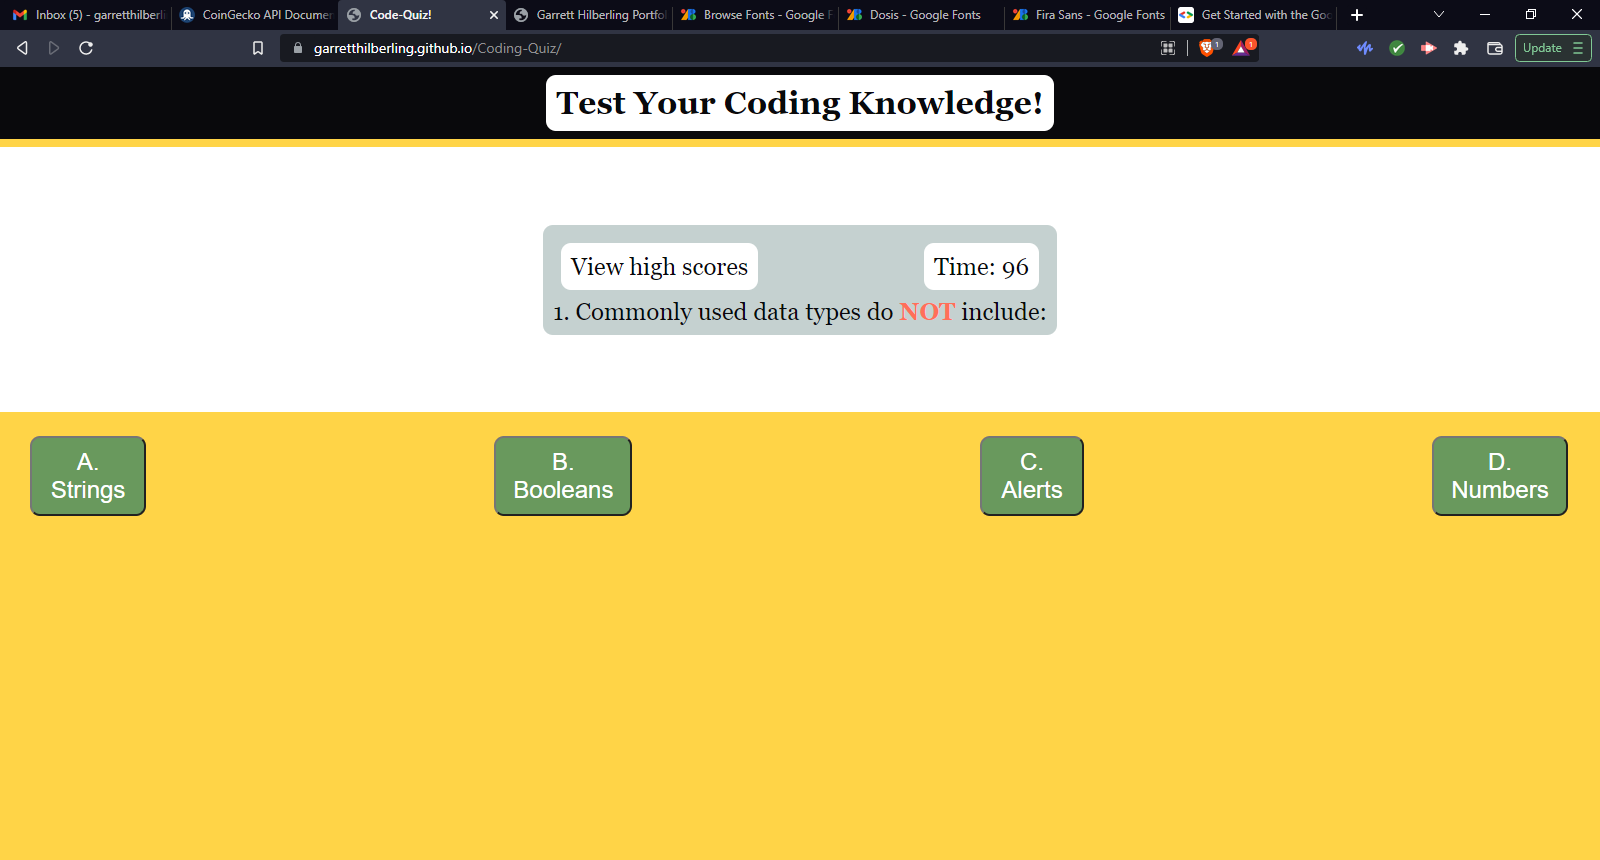 Inbox (5) - garretthilberli
CoinGecko API Documen
Code-Quiz!
Garrett Hilberling Portfol
Browse Fonts - Google F
Dosis - Google Fonts
Fira Sans - Google Fonts
Get Started with the Goo
garretthilberling.github.io/Coding-Quiz/
1
1
Update
Test Your Coding Knowledge!
View high scores
Time: 96
1. Commonly used data types do NOT include:
A.
Strings
B.
Booleans
C.
Alerts
D.
Numbers